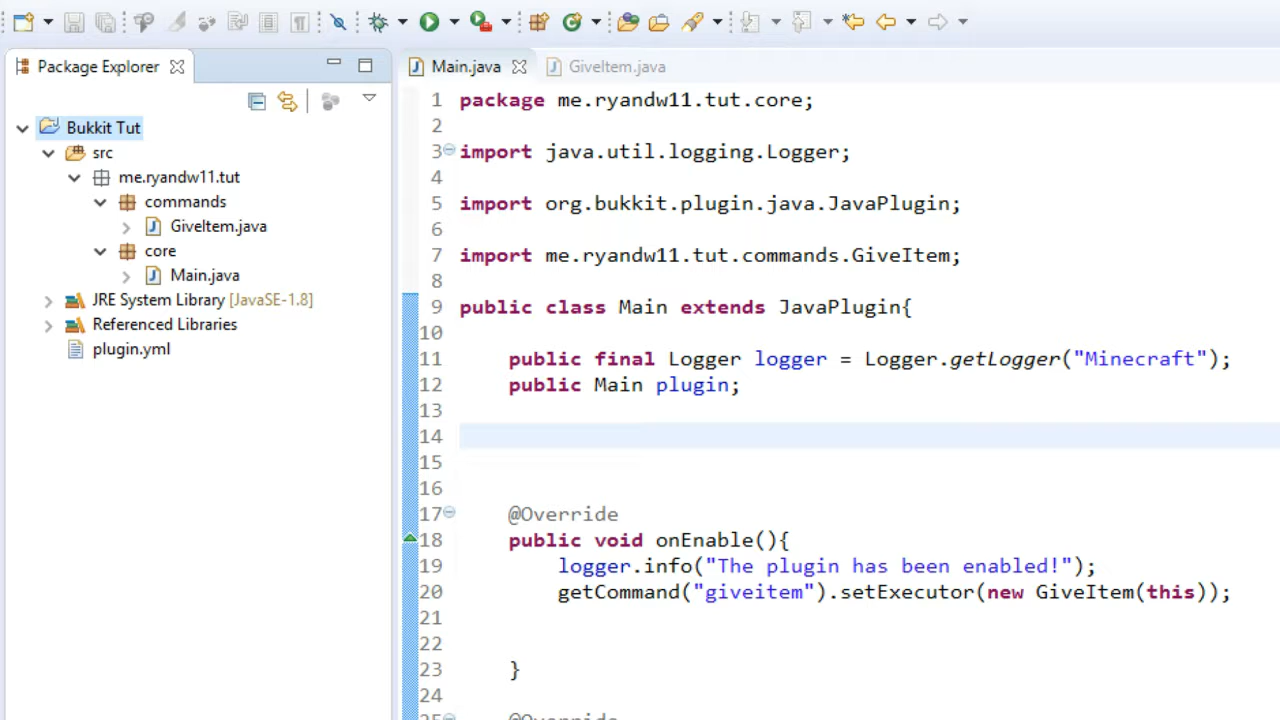 Package Explorer
Bukkit Tut
src
me.ryandw11.tut
commands
GiveItem.java
core
Main.java
JRE System Library [JavaSE-1.8]
Referenced Libraries
plugin.yml
Main.java GiveItem.java
1 package me.ryandw11.tut.core;
2
3 import java.util.logging.Logger;
4
5 import org.bukkit.plugin.java.JavaPlugin;
6
7 import me.ryandw11.tut.commands.GiveItem;
8
9 public class Main extends JavaPlugin{
10
11 public final Logger logger = Logger.getLogger("Minecraft");
12 public Main plugin;
13
14
15
16
17 @Override
18 public void onEnable(){
19 logger.info("The plugin has been enabled!");
20 getCommand("giveitem").setExecutor(new GiveItem(this));
21
22
23 }
24
25 @Override